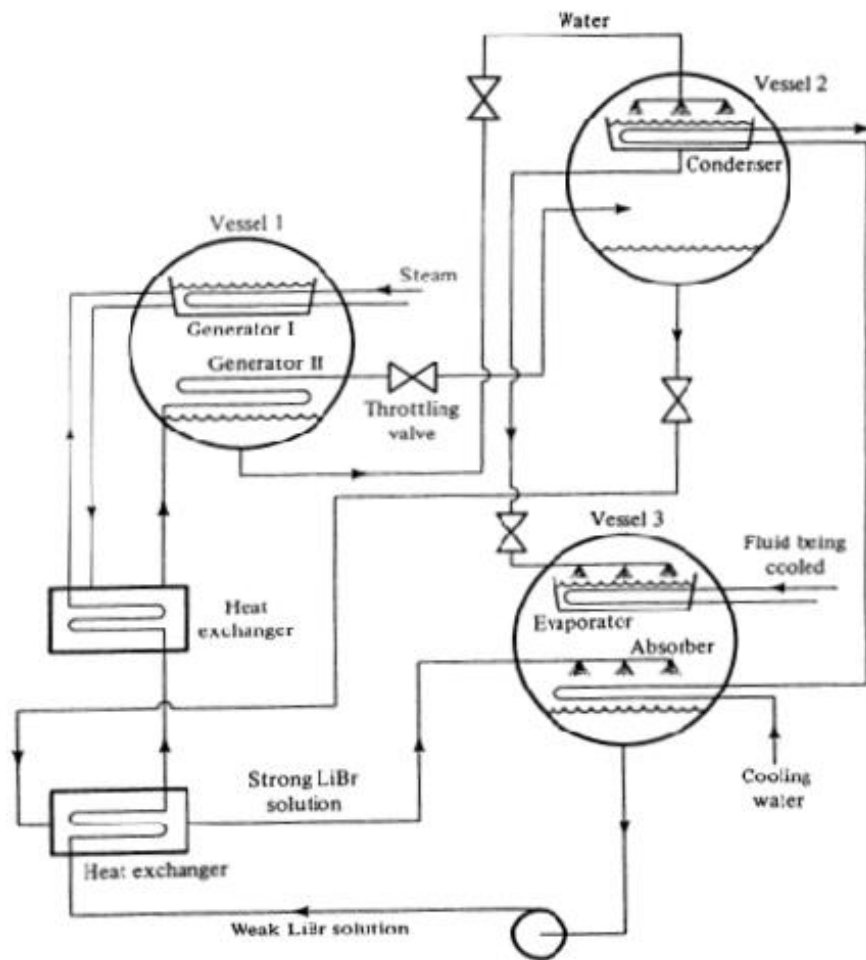 Water
Vessel 2
Condenser
Vessel 1
Steam
Generator I
Generator II
Throttling
valve
Vessel 3
Fluid being
cooled
Evaporator
Absorber
Heat
exchanger
Cooling
water
Strong LiBr
solution
Heat exchanger
Weak LiBr solution